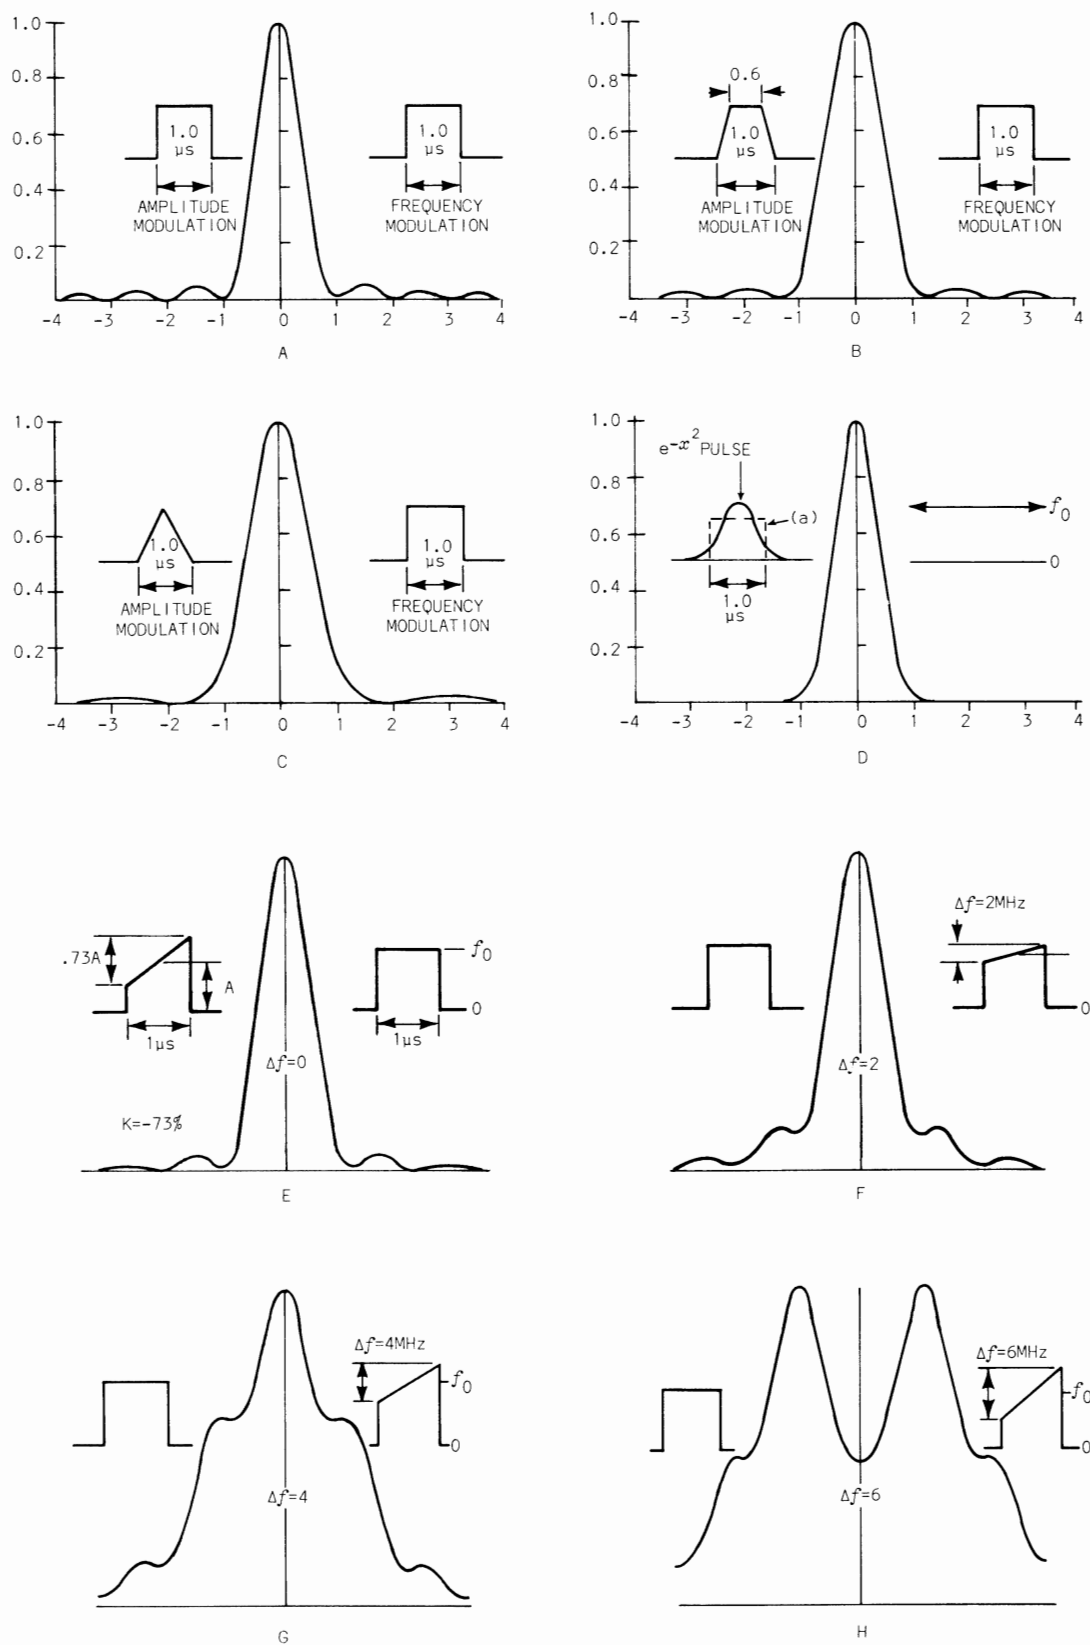 1.0
0.8
0.6
0.4
0.2
1.0
µs
AMPLITUDE
MODULATION
1.0
µs
FREQUENCY
MODULATION
-4 -3 -2 -1 0 1 2 3 4
A
1.0
0.8
0.6
0.4
0.2
0.6
1.0
µs
AMPLITUDE
MODULATION
1.0
µs
FREQUENCY
MODULATION
-4 -3 -2 -1 0 1 2 3 4
B
1.0
0.8
0.6
0.4
0.2
1.0
µs
AMPLITUDE
MODULATION
1.0
µs
FREQUENCY
MODULATION
-4 -3 -2 -1 0 1 2 3 4
C
1.0
0.8
0.6
0.4
0.2
e-x² PULSE
(a)
1.0
µs
f0
0
-4 -3 -2 -1 0 1 2 3 4
D
.73A
A
1µs
K=-73%
Δf=0
f0
0
1µs
E
Δf=2MHz
0
Δf=2
F
Δf=4MHz
f0
0
Δf=4
G
Δf=6MHz
f0
0
Δf=6
H